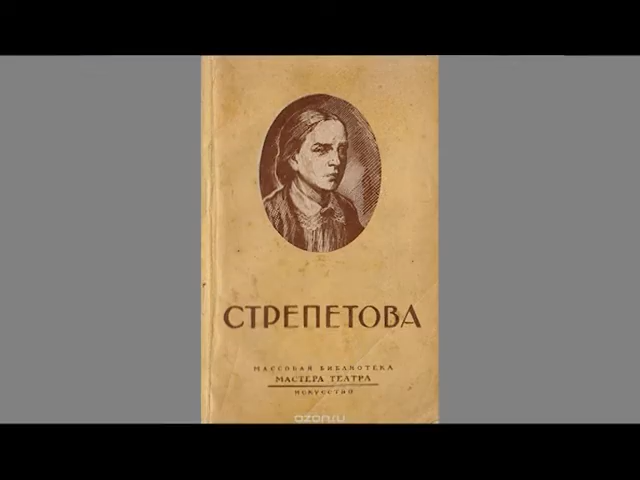 СТРЕПЕТОВА
МАССОВАЯ БИБЛИОТЕКА
МАСТЕРА ТЕАТРА
ИСКУССТВО
ozon.ru